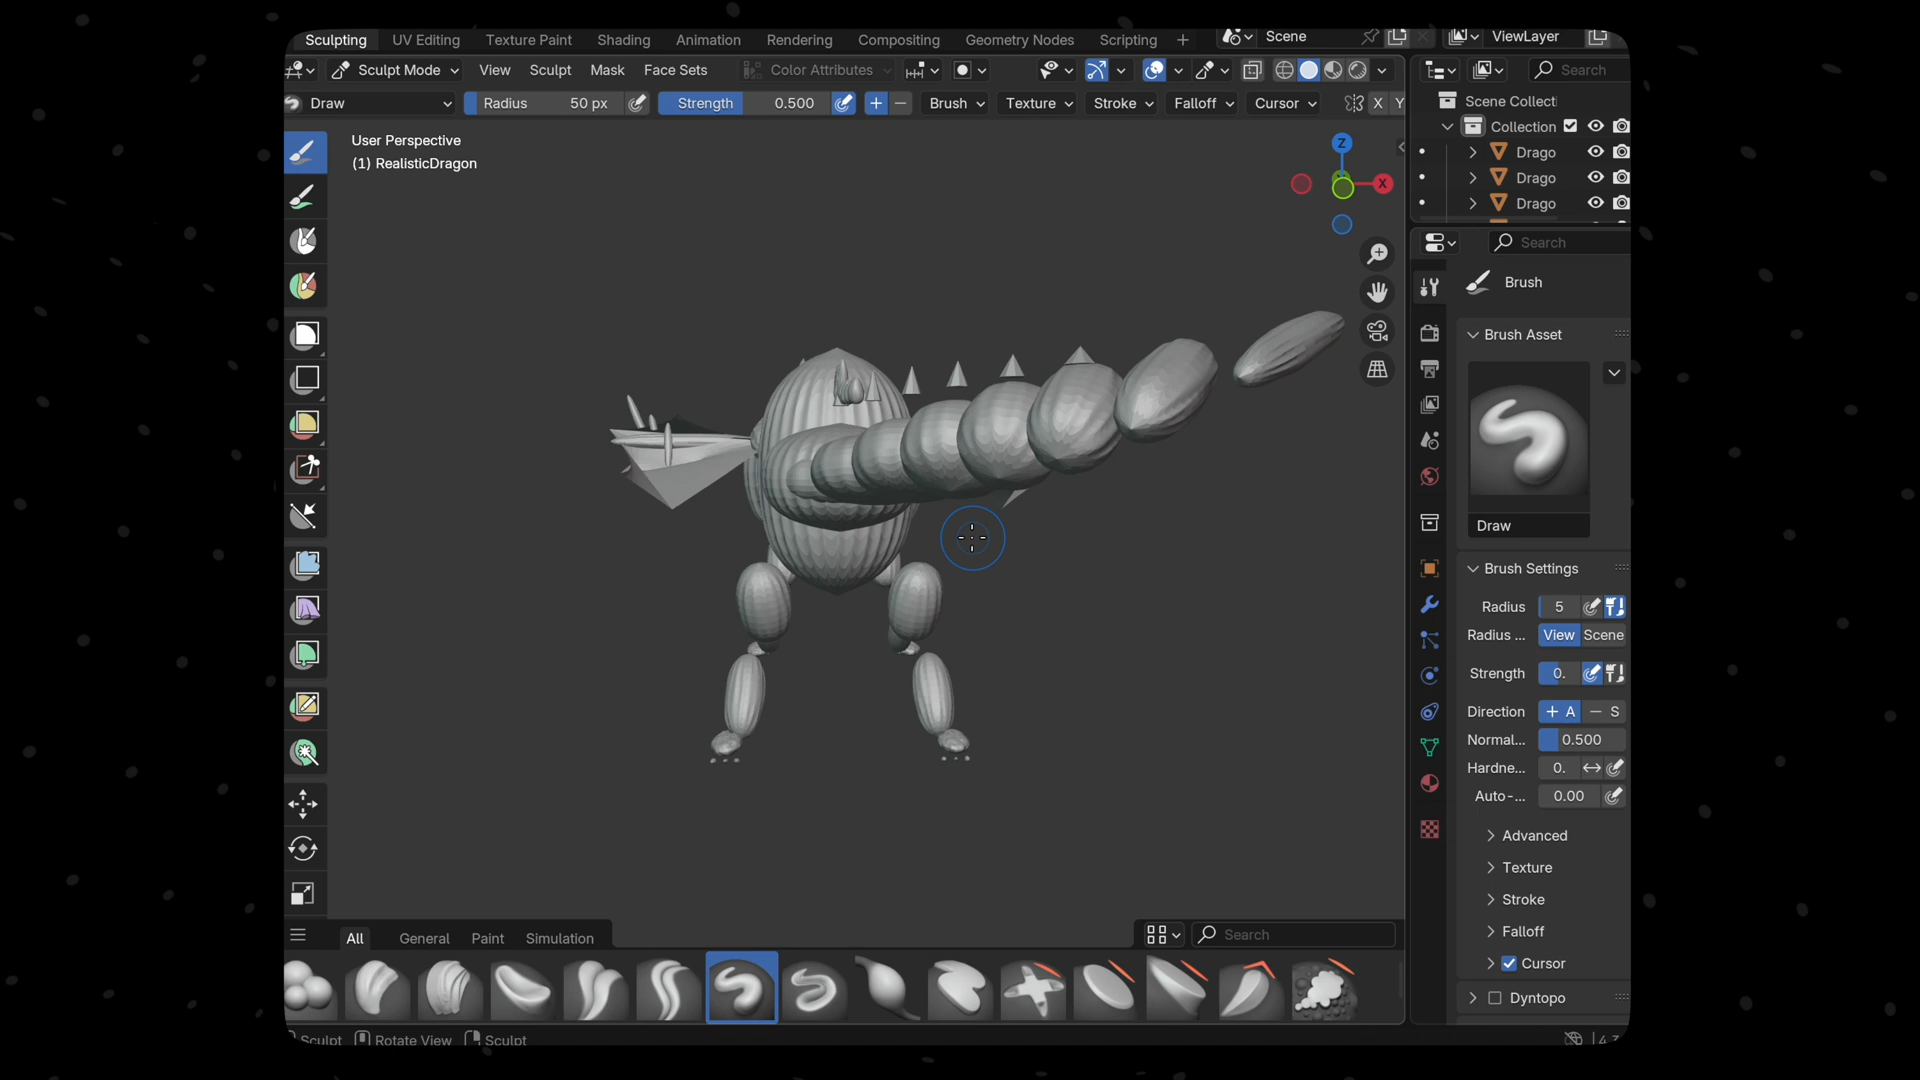 Sculpting UV Editing Texture Paint Shading Animation Rendering Compositing Geometry Nodes Scripting + Scene ViewLayer
Sculpt Mode View Sculpt Mask Face Sets Color Attributes Search
Draw Radius 50 px Strength 0.500 + − Brush Texture Stroke Falloff Cursor X Y
Scene Collecti
Collection
Drago
Drago
Drago
User Perspective
(1) RealisticDragon
Z
X
Search
Brush
Brush Asset
Draw
Brush Settings
Radius 5
Radius ... View Scene
Strength 0.
Direction + A − S
Normal... 0.500
Hardne... 0.
Auto-... 0.00
Advanced
Texture
Stroke
Falloff
Cursor
Dyntopo
All General Paint Simulation Search
Sculpt Rotate View Sculpt